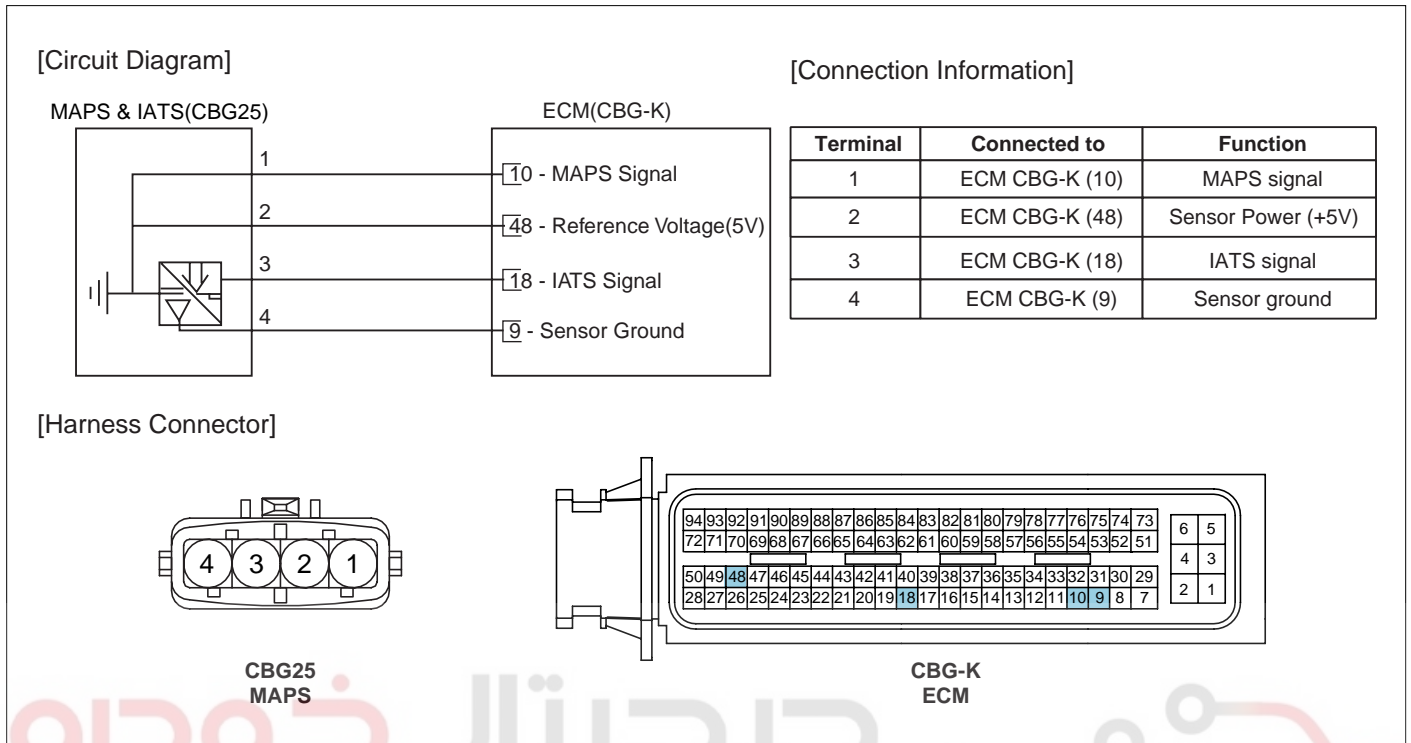 [Circuit Diagram]
MAPS & IATS(CBG25)
ECM(CBG-K)
1
10 - MAPS Signal
2
48 - Reference Voltage(5V)
3
18 - IATS Signal
4
9 - Sensor Ground
[Connection Information]
Terminal Connected to Function
1 ECM CBG-K (10) MAPS signal
2 ECM CBG-K (48) Sensor Power (+5V)
3 ECM CBG-K (18) IATS signal
4 ECM CBG-K (9) Sensor ground
[Harness Connector]
4 3 2 1
CBG25
MAPS
94 93 92 91 90 89 88 87 86 85 84 83 82 81 80 79 78 77 76 75 74 73
72 71 70 69 68 67 66 65 64 63 62 61 60 59 58 57 56 55 54 53 52 51
50 49 48 47 46 45 44 43 42 41 40 39 38 37 36 35 34 33 32 31 30 29
28 27 26 25 24 23 22 21 20 19 18 17 16 15 14 13 12 11 10 9 8 7
6 5
4 3
2 1
CBG-K
ECM